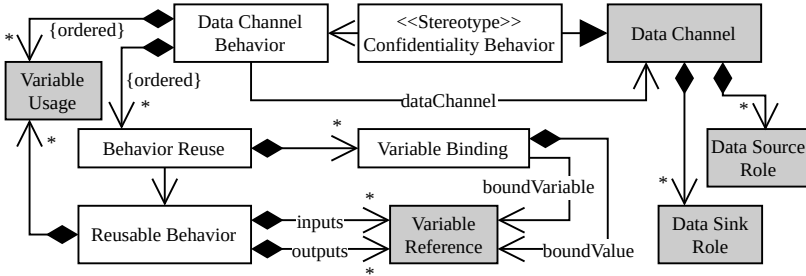 Data Channel
Behavior
<<Stereotype>>
Confidentiality Behavior
Data Channel
{ordered}
*
Variable
Usage
{ordered}
*
dataChannel
*
*
*
Behavior Reuse
Variable Binding
Data Source
Role
boundVariable
*
*
Reusable Behavior
inputs
outputs
Variable
Reference
boundValue
Data Sink
Role
*